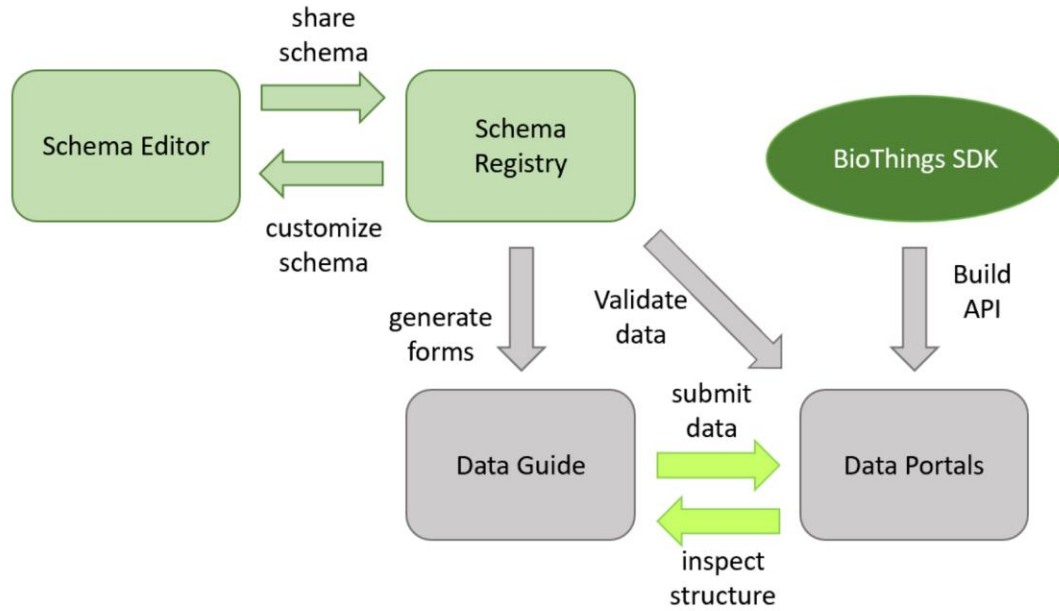 share
schema
Schema Editor
Schema
Registry
BioThings SDK
customize
schema
generate
forms
Validate
data
Build
API
submit
data
Data Guide
Data Portals
inspect
structure